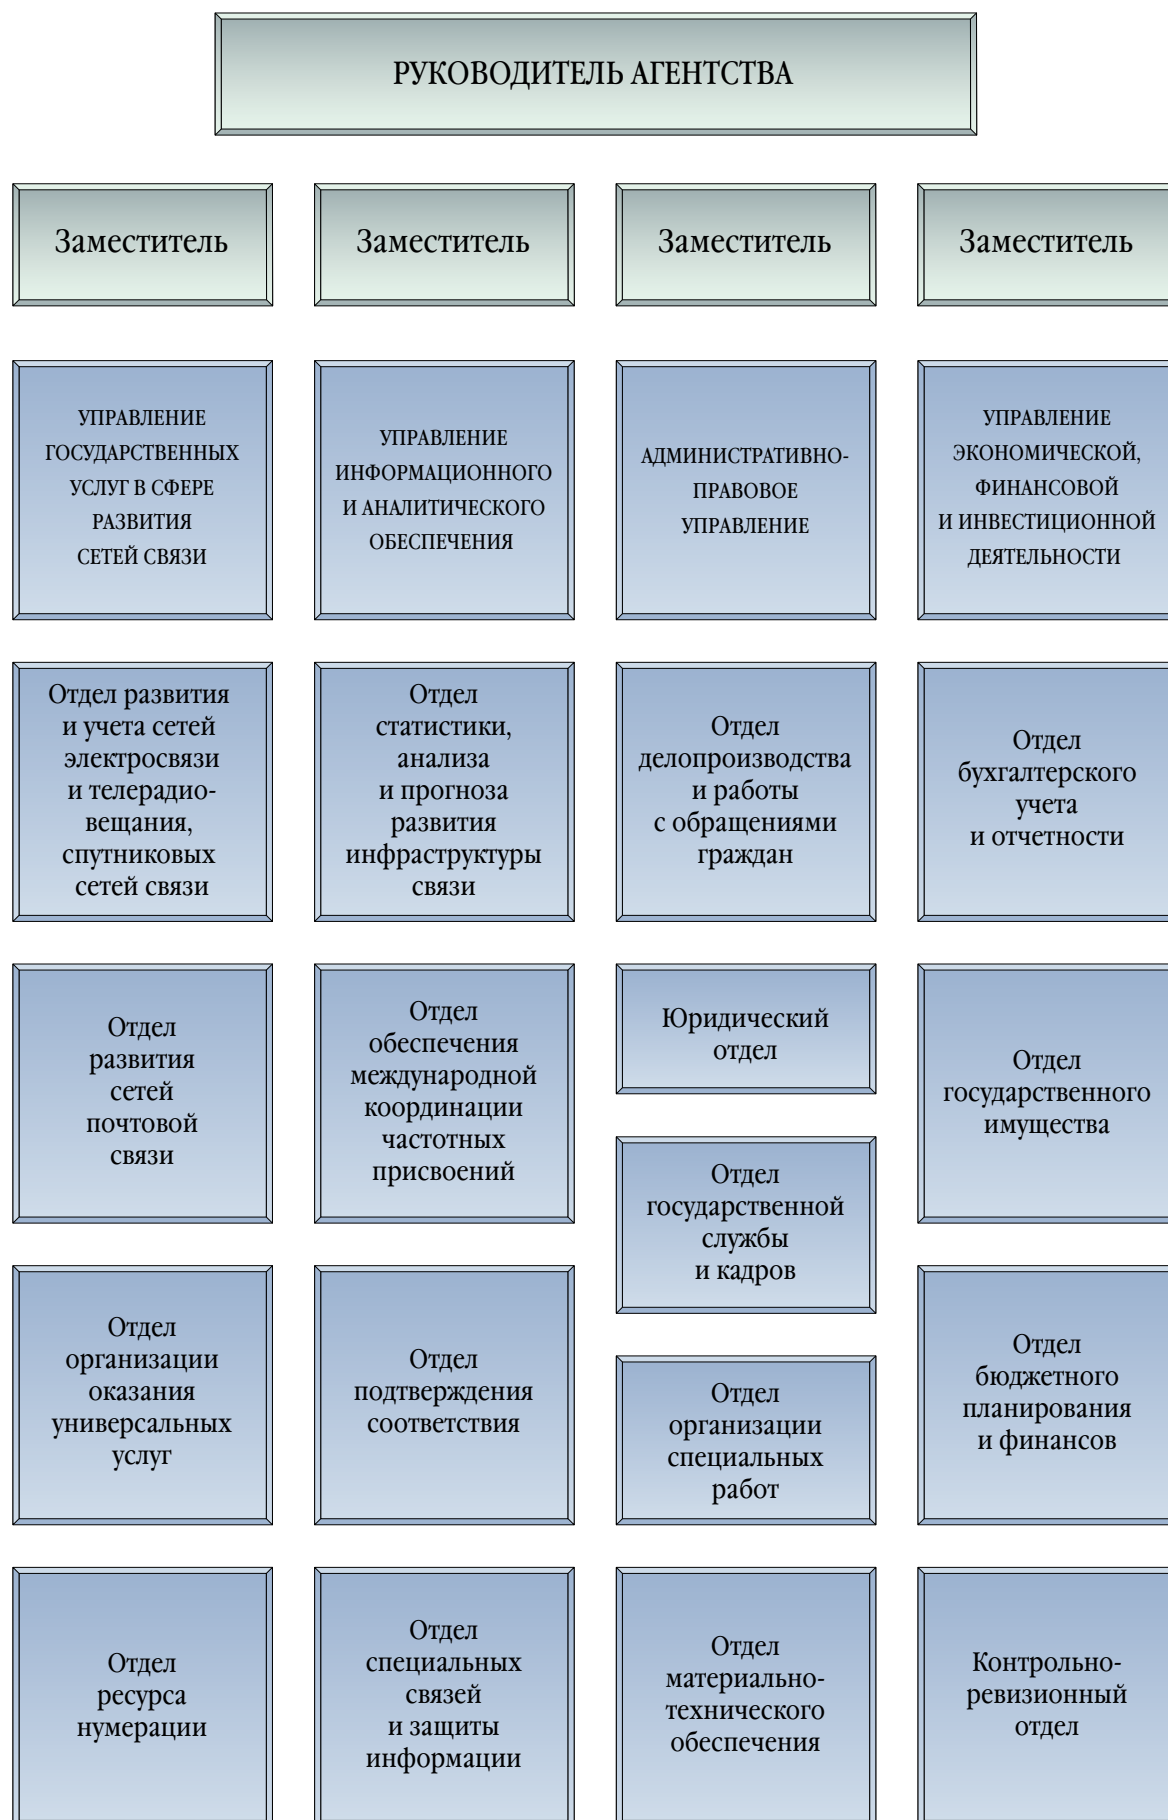 РУКОВОДИТЕЛЬ АГЕНТСТВА
Заместитель
Заместитель
Заместитель
Заместитель
УПРАВЛЕНИЕ
ГОСУДАРСТВЕННЫХ
УСЛУГ В СФЕРЕ
РАЗВИТИЯ
СЕТЕЙ СВЯЗИ
УПРАВЛЕНИЕ
ИНФОРМАЦИОННОГО
И АНАЛИТИЧЕСКОГО
ОБЕСПЕЧЕНИЯ
АДМИНИСТРАТИВНО-
ПРАВОВОЕ
УПРАВЛЕНИЕ
УПРАВЛЕНИЕ
ЭКОНОМИЧЕСКОЙ,
ФИНАНСОВОЙ
И ИНВЕСТИЦИОННОЙ
ДЕЯТЕЛЬНОСТИ
Отдел развития
и учета сетей
электросвязи
и телерадио-
вещания,
спутниковых
сетей связи
Отдел
статистики,
анализа
и прогноза
развития
инфраструктуры
связи
Отдел
делопроизводства
и работы
с обращениями
граждан
Отдел
бухгалтерского
учета
и отчетности
Отдел
развития
сетей
почтовой
связи
Отдел
обеспечения
международной
координации
частотных
присвоений
Юридический
отдел
Отдел
государственного
имущества
Отдел
государственной
службы
и кадров
Отдел
организации
оказания
универсальных
услуг
Отдел
подтверждения
соответствия
Отдел
организации
специальных
работ
Отдел
бюджетного
планирования
и финансов
Отдел
ресурса
нумерации
Отдел
специальных
связей
и защиты
информации
Отдел
материально-
технического
обеспечения
Контрольно-
ревизионный
отдел